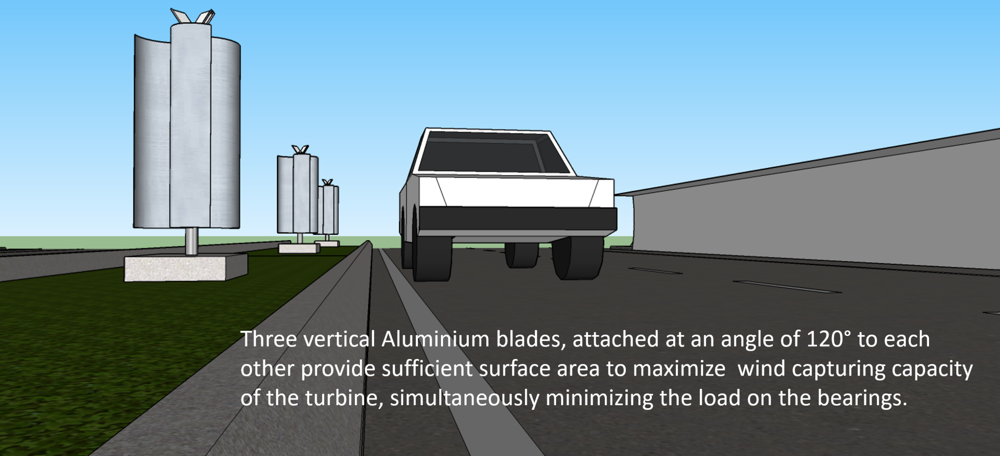 Three vertical Aluminium blades, attached at an angle of 120° to each
other provide sufficient surface area to maximize  wind capturing capacity
of the turbine, simultaneously minimizing the load on the bearings.